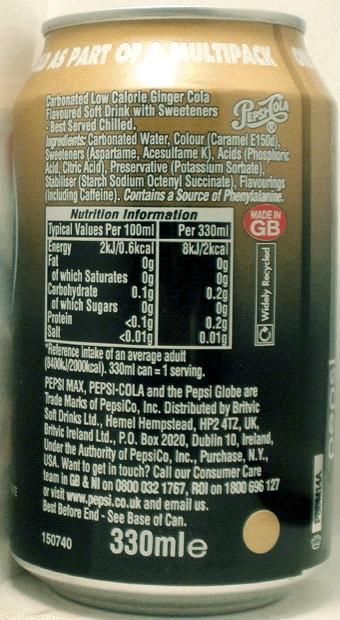 D AS PART OF A MULTIPACK
Carbonated Low Calorie Ginger Cola
Flavoured Soft Drink with Sweeteners
- Best Served Chilled.
PEPSI-COLA
Ingredients: Carbonated Water, Colour (Caramel E150d),
Sweeteners (Aspartame, Acesulfame K), Acids (Phosphoric
Acid, Citric Acid), Preservative (Potassium Sorbate),
Stabiliser (Starch Sodium Octenyl Succinate), Flavourings
(Including Caffeine). Contains a Source of Phenylalanine.
Nutrition Information
Typical Values Per 100ml Per 330ml
Energy 2kJ/0.6kcal 8kJ/2kcal
Fat 0g 0g
of which Saturates 0g 0g
Carbohydrate 0.1g 0.2g
of which Sugars 0g 0g
Protein <0.1g 0.2g
Salt <0.01g 0.01g
MADE IN
GB
Widely Recycled
*Reference intake of an average adult
(8400kJ/2000kcal). 330ml can = 1 serving.
PEPSI MAX, PEPSI-COLA and the Pepsi Globe are
Trade Marks of PepsiCo, Inc. Distributed by Britvic
Soft Drinks Ltd., Hemel Hempstead, HP2 4TZ, UK,
Britvic Ireland Ltd., P.O. Box 2020, Dublin 10, Ireland,
Under the Authority of PepsiCo, Inc., Purchase, N.Y.,
USA. Want to get in touch? Call our Consumer Care
team in GB & NI on 0800 032 1767, ROI on 1800 696 127
or visit www.pepsi.co.uk and email us.
Best Before End - See Base of Can.
150740
330ml e